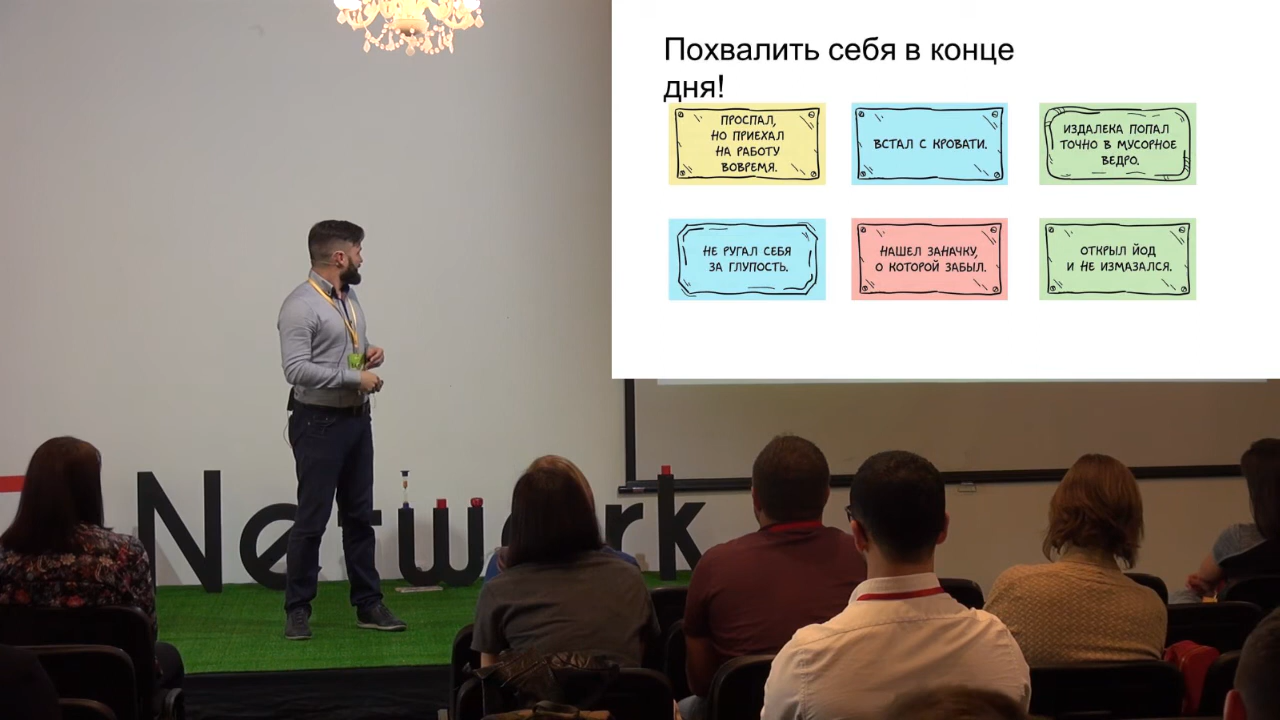 Похвалить себя в конце
дня!
ПРОСПАЛ,
НО ПРИЕХАЛ
НА РАБОТУ
ВОВРЕМЯ.
ВСТАЛ С КРОВАТИ.
ИЗДАЛЕКА ПОПАЛ
ТОЧНО В МУСОРНОЕ
ВЕДРО.
НЕ РУГАЛ СЕБЯ
ЗА ГЛУПОСТЬ.
НАШЕЛ ЗАНАЧКУ,
О КОТОРОЙ ЗАБЫЛ.
ОТКРЫЛ ЙОД
И НЕ ИЗМАЗАЛСЯ.
Network